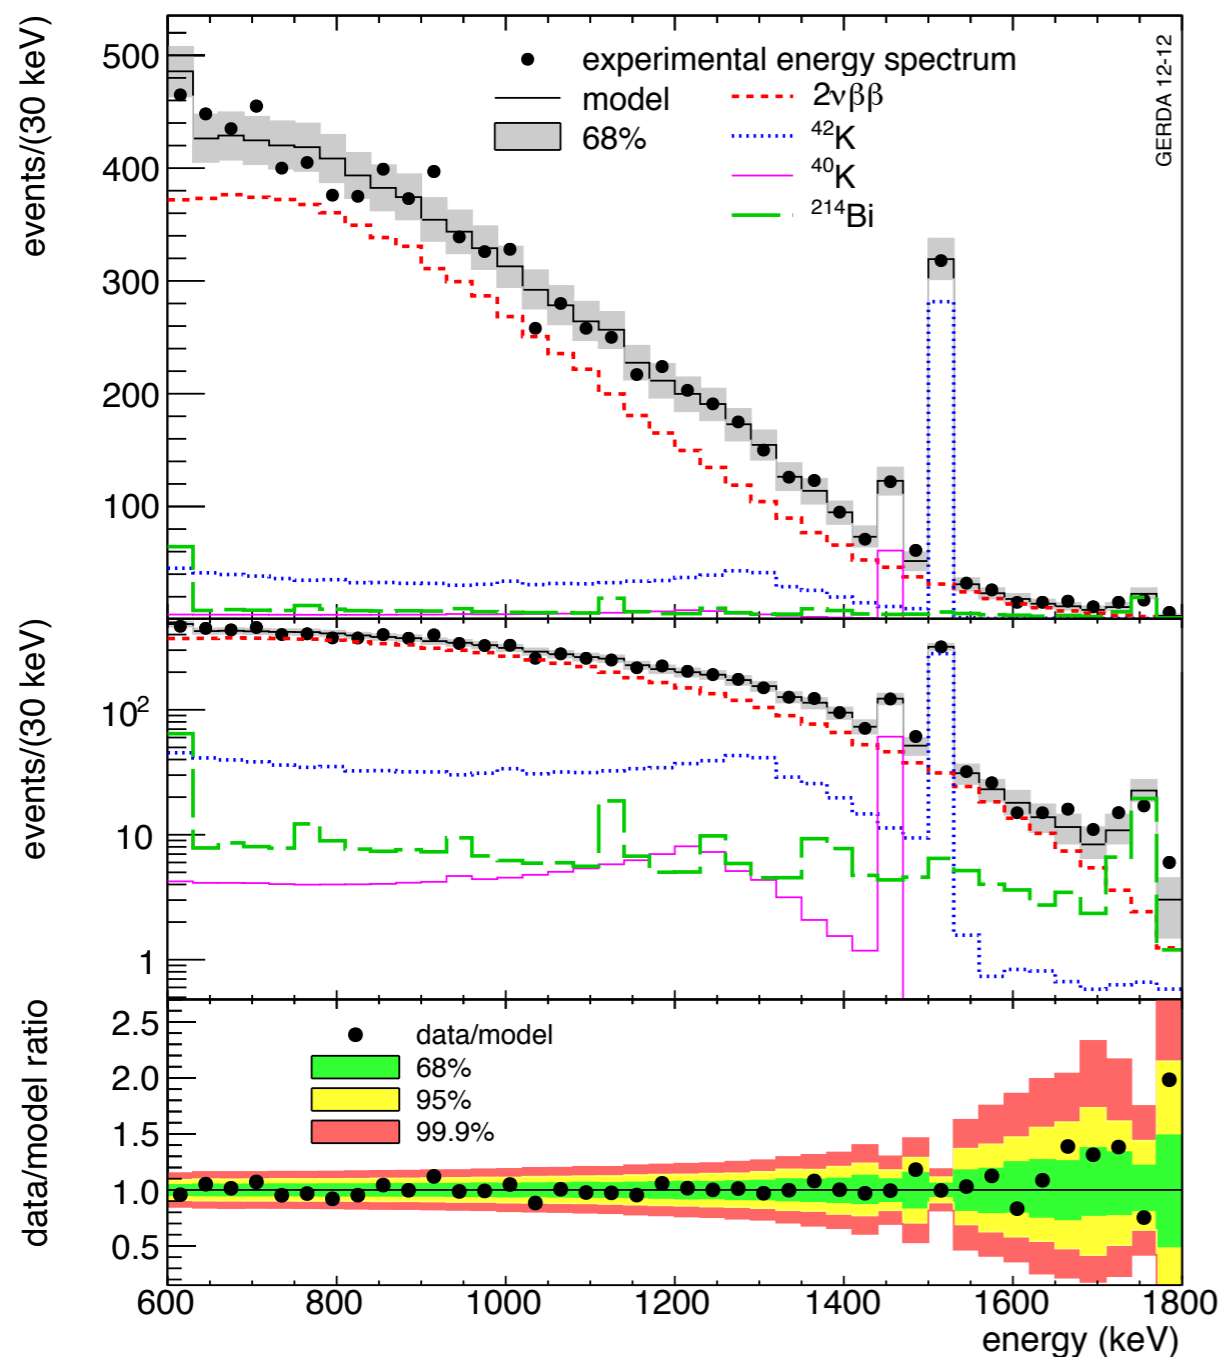 events/(30 keV)
500
400
300
200
100
experimental energy spectrum
model
68%
2νββ
⁴²K
⁴⁰K
²¹⁴Bi
GERDA 12-12
events/(30 keV)
10²
10
1
data/model ratio
2.5
2.0
1.5
1.0
0.5
data/model
68%
95%
99.9%
600
800
1000
1200
1400
1600
1800
energy (keV)